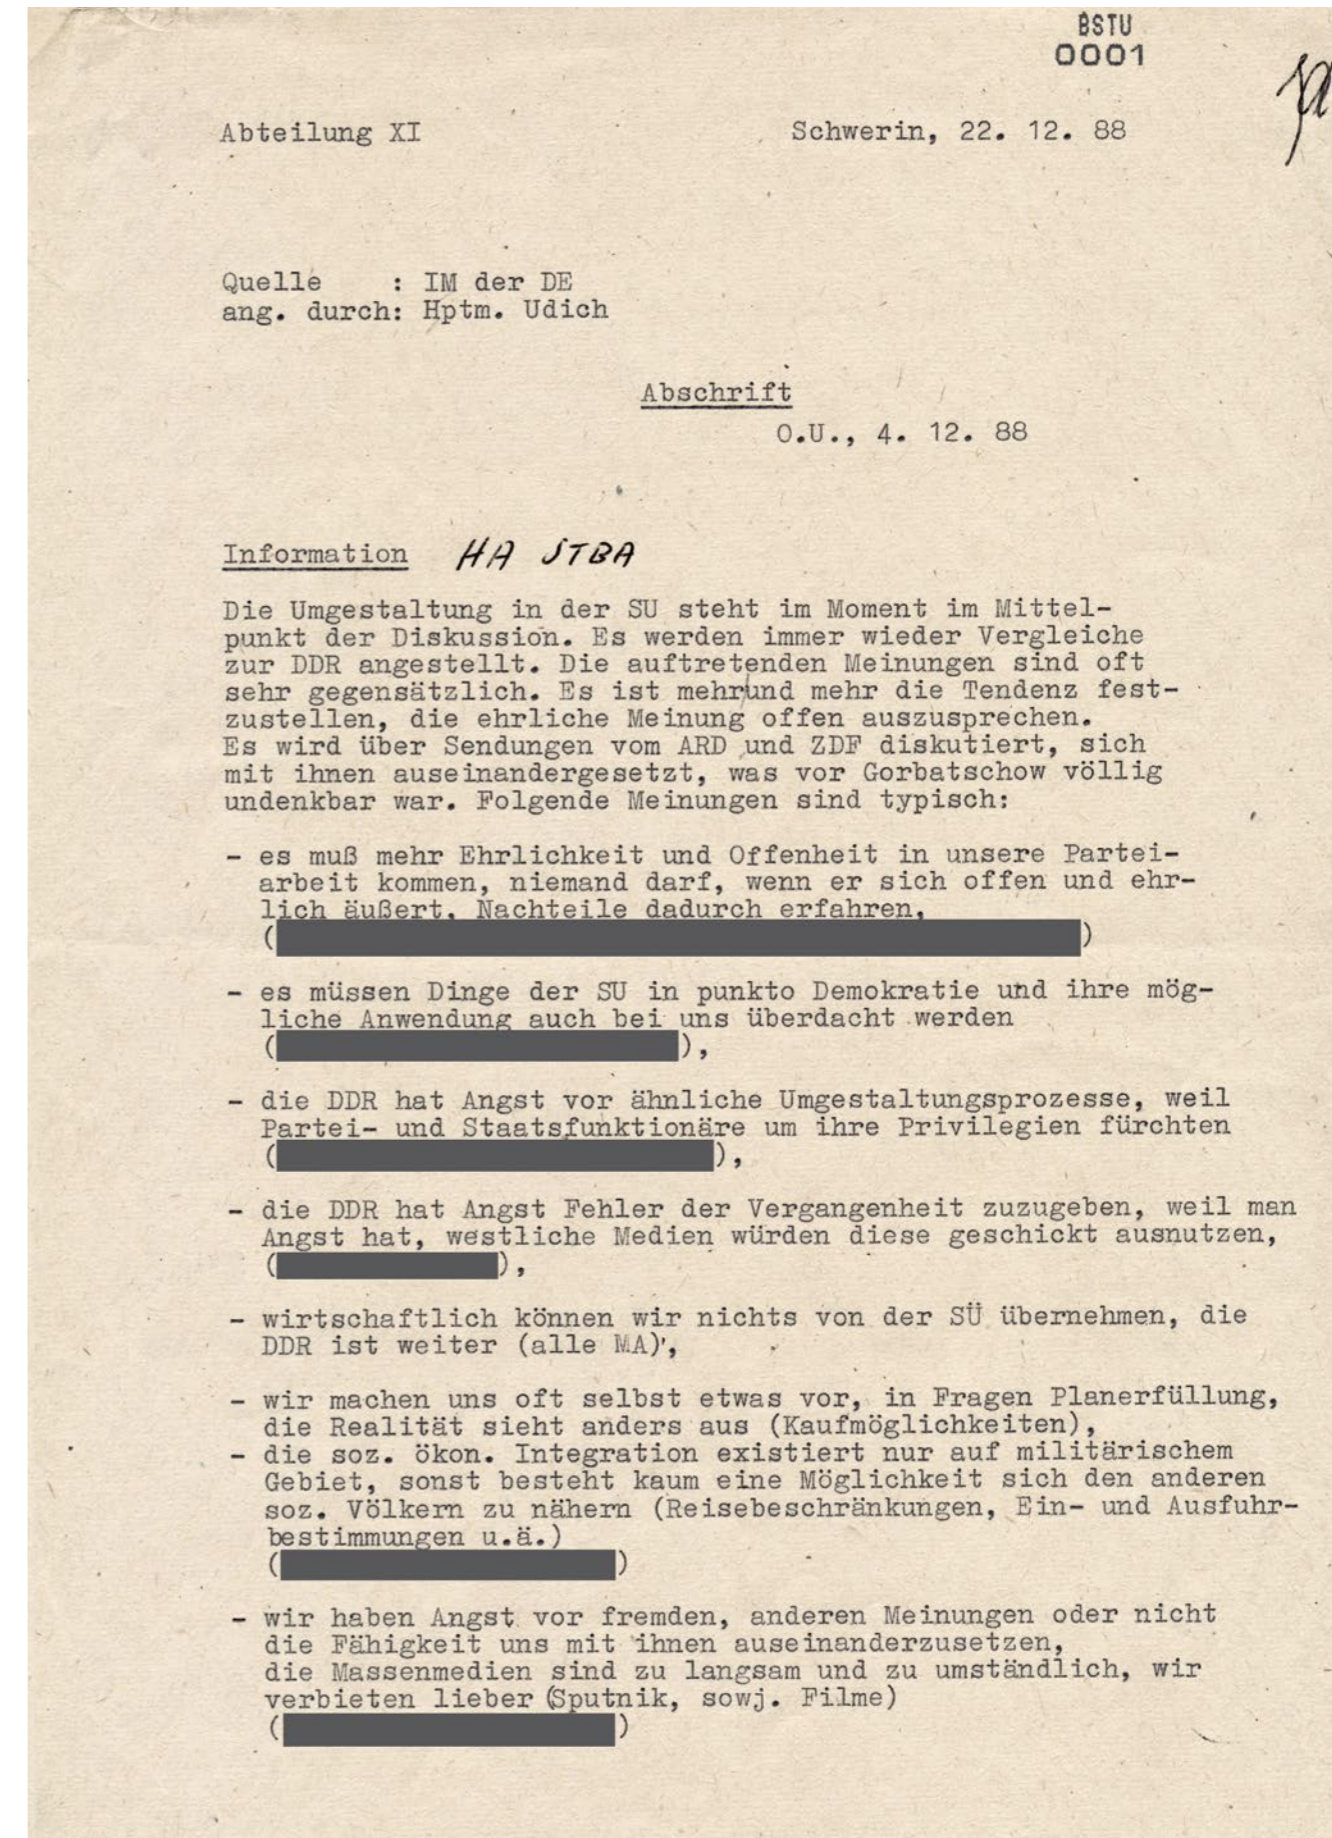 BSTU
0001
Abteilung XI Schwerin, 22. 12. 88
Quelle : IM der DE
ang. durch: Hptm. Udich
Abschrift
O.U., 4. 12. 88
Information HA STBA
Die Umgestaltung in der SU steht im Moment im Mittel-
punkt der Diskussion. Es werden immer wieder Vergleiche
zur DDR angestellt. Die auftretenden Meinungen sind oft
sehr gegensätzlich. Es ist mehr/und mehr die Tendenz fest-
zustellen, die ehrliche Meinung offen auszusprechen.
Es wird über Sendungen vom ARD und ZDF diskutiert, sich
mit ihnen auseinandergesetzt, was vor Gorbatschow völlig
undenkbar war. Folgende Meinungen sind typisch:
- es muß mehr Ehrlichkeit und Offenheit in unsere Partei-
arbeit kommen, niemand darf, wenn er sich offen und ehr-
lich äußert, Nachteile dadurch erfahren,
( )
- es müssen Dinge der SU in punkto Demokratie und ihre mög-
liche Anwendung auch bei uns überdacht werden
( ),
- die DDR hat Angst vor ähnliche Umgestaltungsprozesse, weil
Partei- und Staatsfunktionäre um ihre Privilegien fürchten
( ),
- die DDR hat Angst Fehler der Vergangenheit zuzugeben, weil man
Angst hat, westliche Medien würden diese geschickt ausnutzen,
( ),
- wirtschaftlich können wir nichts von der SÜ übernehmen, die
DDR ist weiter (alle MA)',
- wir machen uns oft selbst etwas vor, in Fragen Planerfüllung,
die Realität sieht anders aus (Kaufmöglichkeiten),
- die soz. ökon. Integration existiert nur auf militärischem
Gebiet, sonst besteht kaum eine Möglichkeit sich den anderen
soz. Völkern zu nähern (Reisebeschränkungen, Ein- und Ausfuhr-
bestimmungen u.ä.)
( )
- wir haben Angst vor fremden, anderen Meinungen oder nicht
die Fähigkeit uns mit ihnen auseinanderzusetzen,
die Massenmedien sind zu langsam und zu umständlich, wir
verbieten lieber (Sputnik, sowj. Filme)
( )